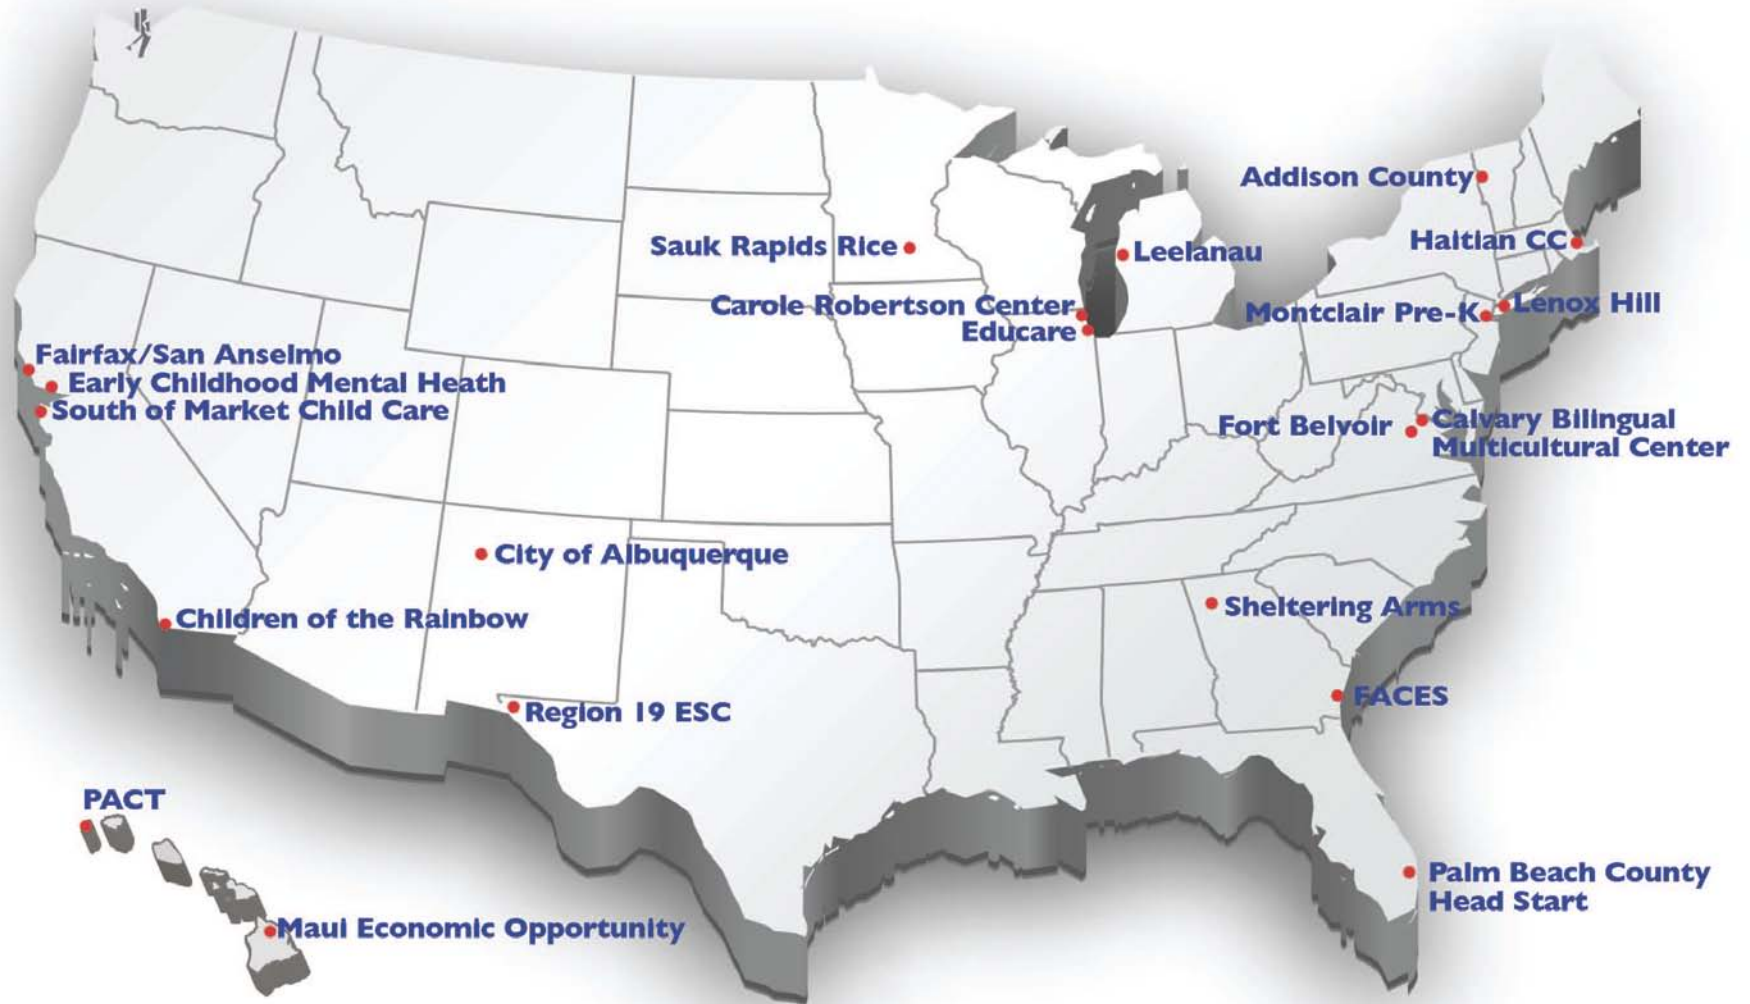 Addison County
Haitian CC
Sauk Rapids Rice
Leelanau
Carole Robertson Center
Educare
Montclair Pre-K
Lenox Hill
Fairfax/San Anselmo
Early Childhood Mental Heath
South of Market Child Care
Fort Belvoir
Calvary Bilingual
Multicultural Center
City of Albuquerque
Children of the Rainbow
Sheltering Arms
FACES
Region 19 ESC
PACT
Palm Beach County
Head Start
Maui Economic Opportunity